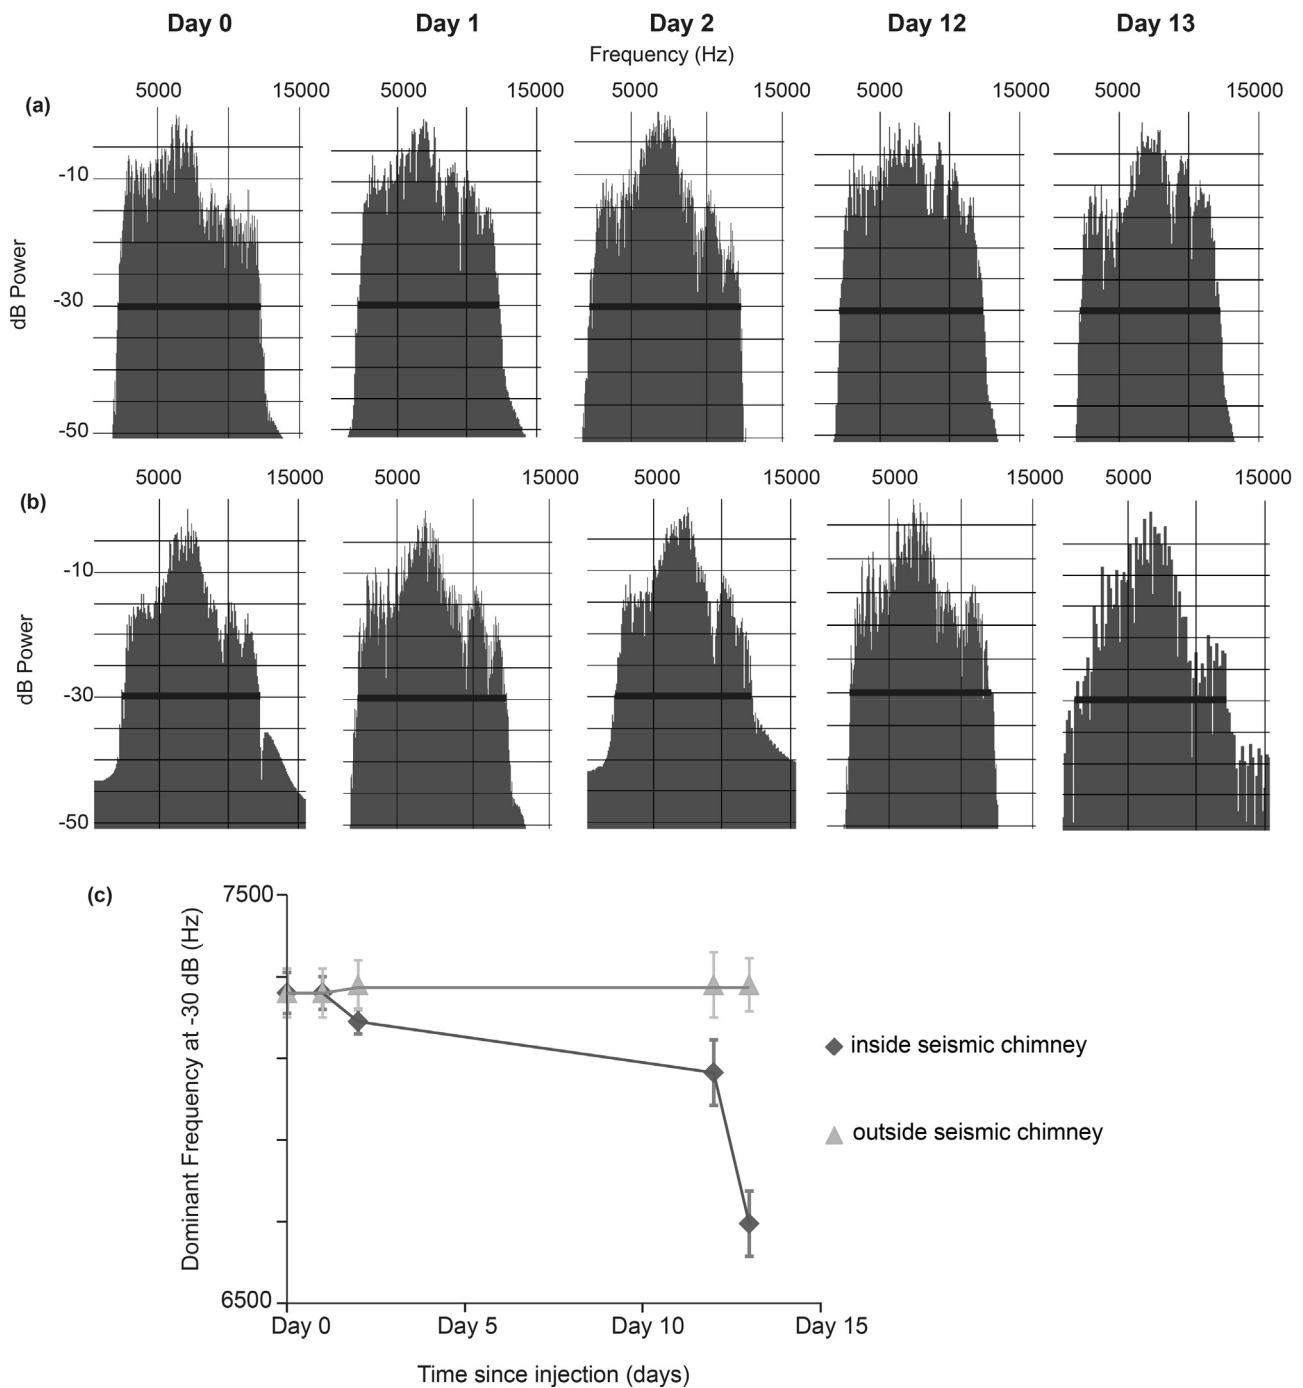 Day 0 Day 1 Day 2 Day 12 Day 13
Frequency (Hz)
(a)
5000 15000 5000 15000 5000 15000 5000 15000 5000 15000
-10
-30
-50
dB Power
(b)
5000 15000 5000 15000 5000 15000 5000 15000 5000 15000
-10
-30
-50
dB Power
(c)
7500
6500
Dominant Frequency at -30 dB (Hz)
inside seismic chimney
outside seismic chimney
Day 0 Day 5 Day 10 Day 15
Time since injection (days)